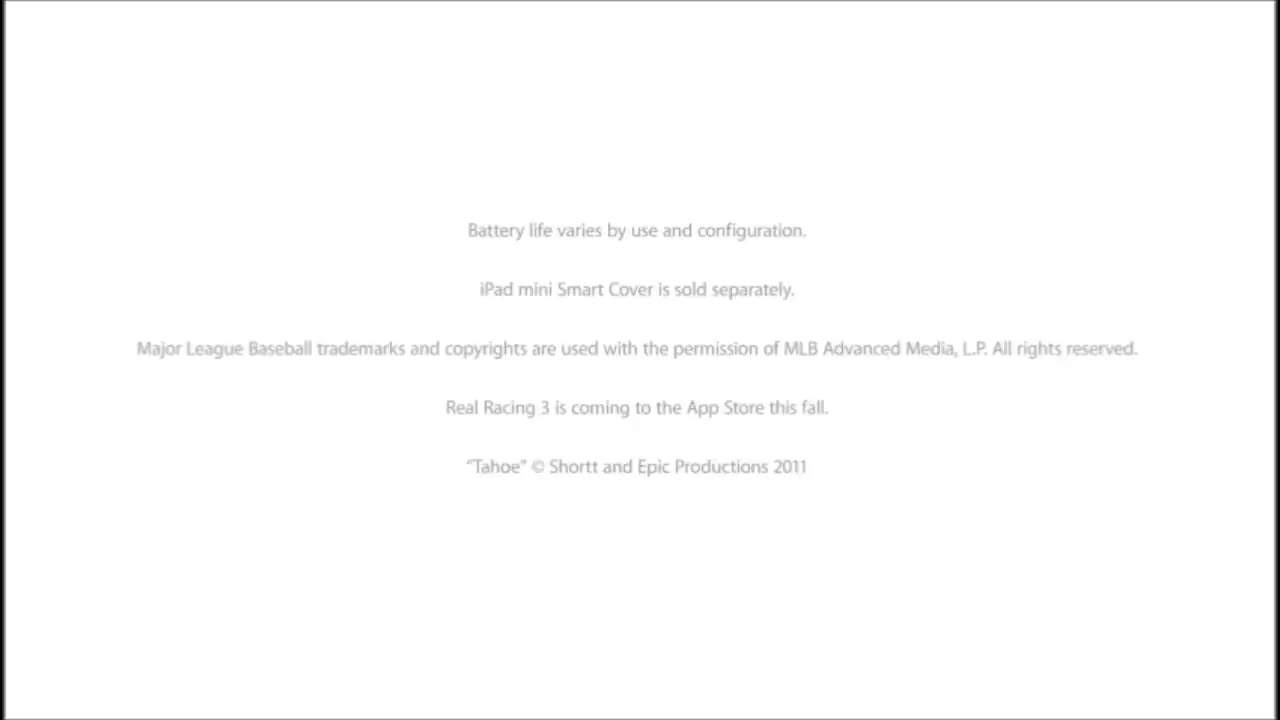 Battery life varies by use and configuration.
iPad mini Smart Cover is sold separately.
Major League Baseball trademarks and copyrights are used with the permission of MLB Advanced Media, L.P. All rights reserved.
Real Racing 3 is coming to the App Store this fall.
“Tahoe” © Shortt and Epic Productions 2011